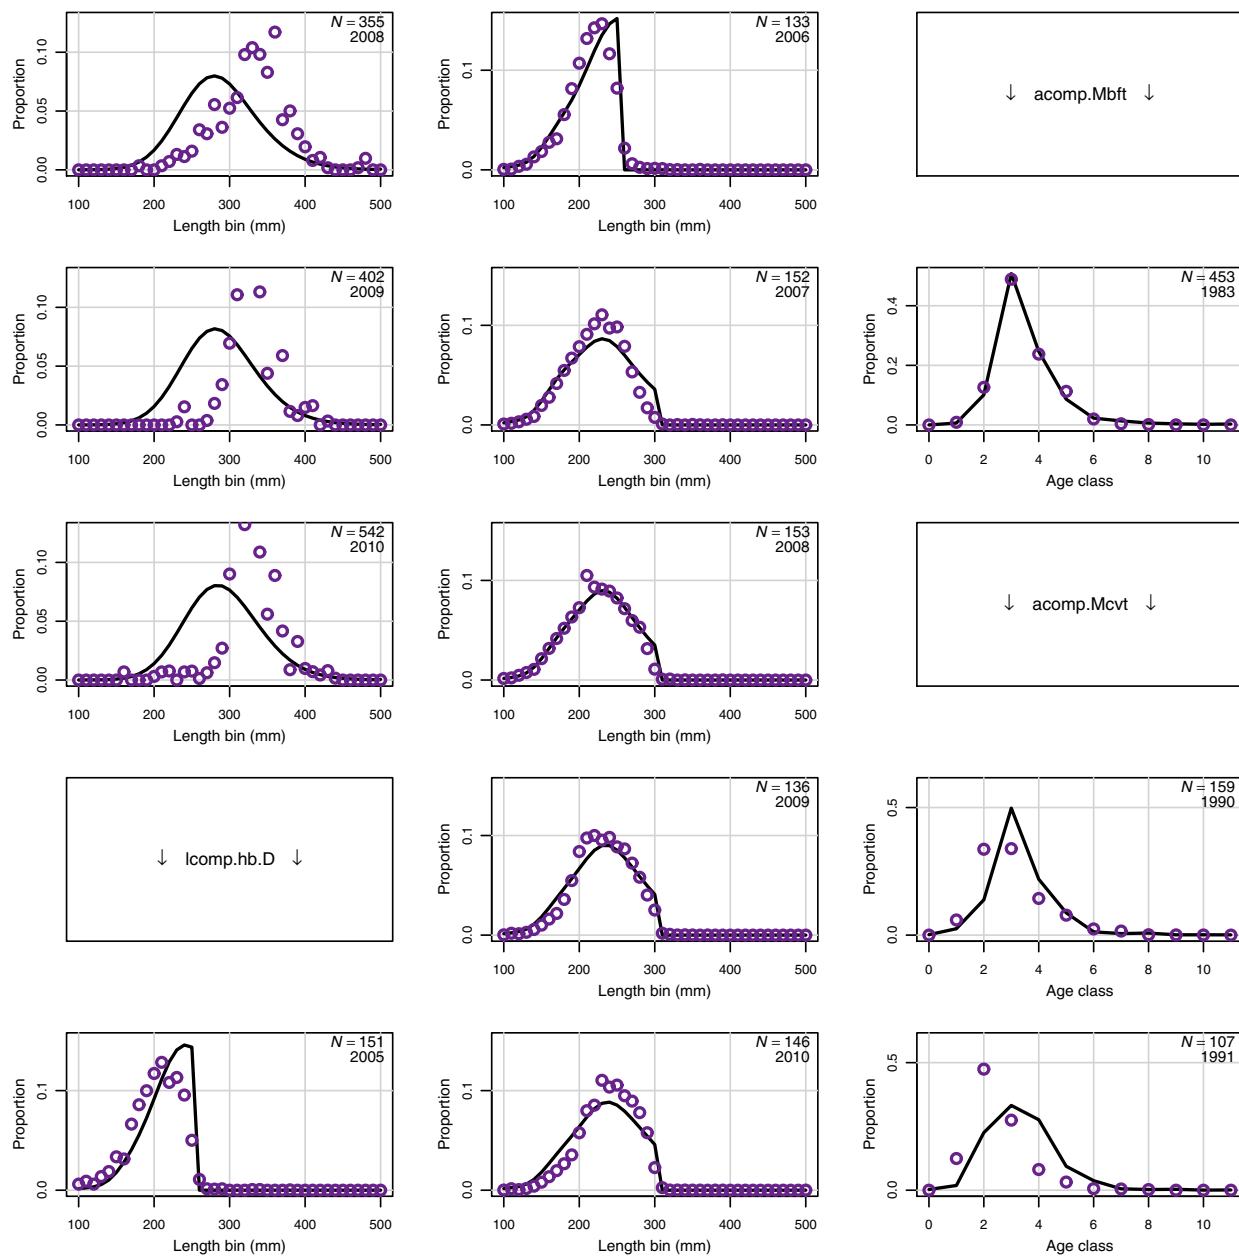 N = 355
2008
Proportion
0.00
0.05
0.10
100 200 300 400 500
Length bin (mm)
N = 402
2009
Proportion
0.00
0.05
0.10
100 200 300 400 500
Length bin (mm)
N = 542
2010
Proportion
0.00
0.05
0.10
100 200 300 400 500
Length bin (mm)
↓ lcomp.hb.D ↓
N = 151
2005
Proportion
0.0
0.1
100 200 300 400 500
Length bin (mm)
N = 133
2006
Proportion
0.0
0.1
100 200 300 400 500
Length bin (mm)
N = 152
2007
Proportion
0.0
0.1
100 200 300 400 500
Length bin (mm)
N = 153
2008
Proportion
0.0
0.1
100 200 300 400 500
Length bin (mm)
N = 136
2009
Proportion
0.0
0.1
100 200 300 400 500
Length bin (mm)
N = 146
2010
Proportion
0.0
0.1
100 200 300 400 500
Length bin (mm)
↓ acomp.Mbft ↓
N = 453
1983
Proportion
0.0
0.2
0.4
0 2 4 6 8 10
Age class
↓ acomp.Mcvt ↓
N = 159
1990
Proportion
0.0
0.5
0 2 4 6 8 10
Age class
N = 107
1991
Proportion
0.0
0.5
0 2 4 6 8 10
Age class